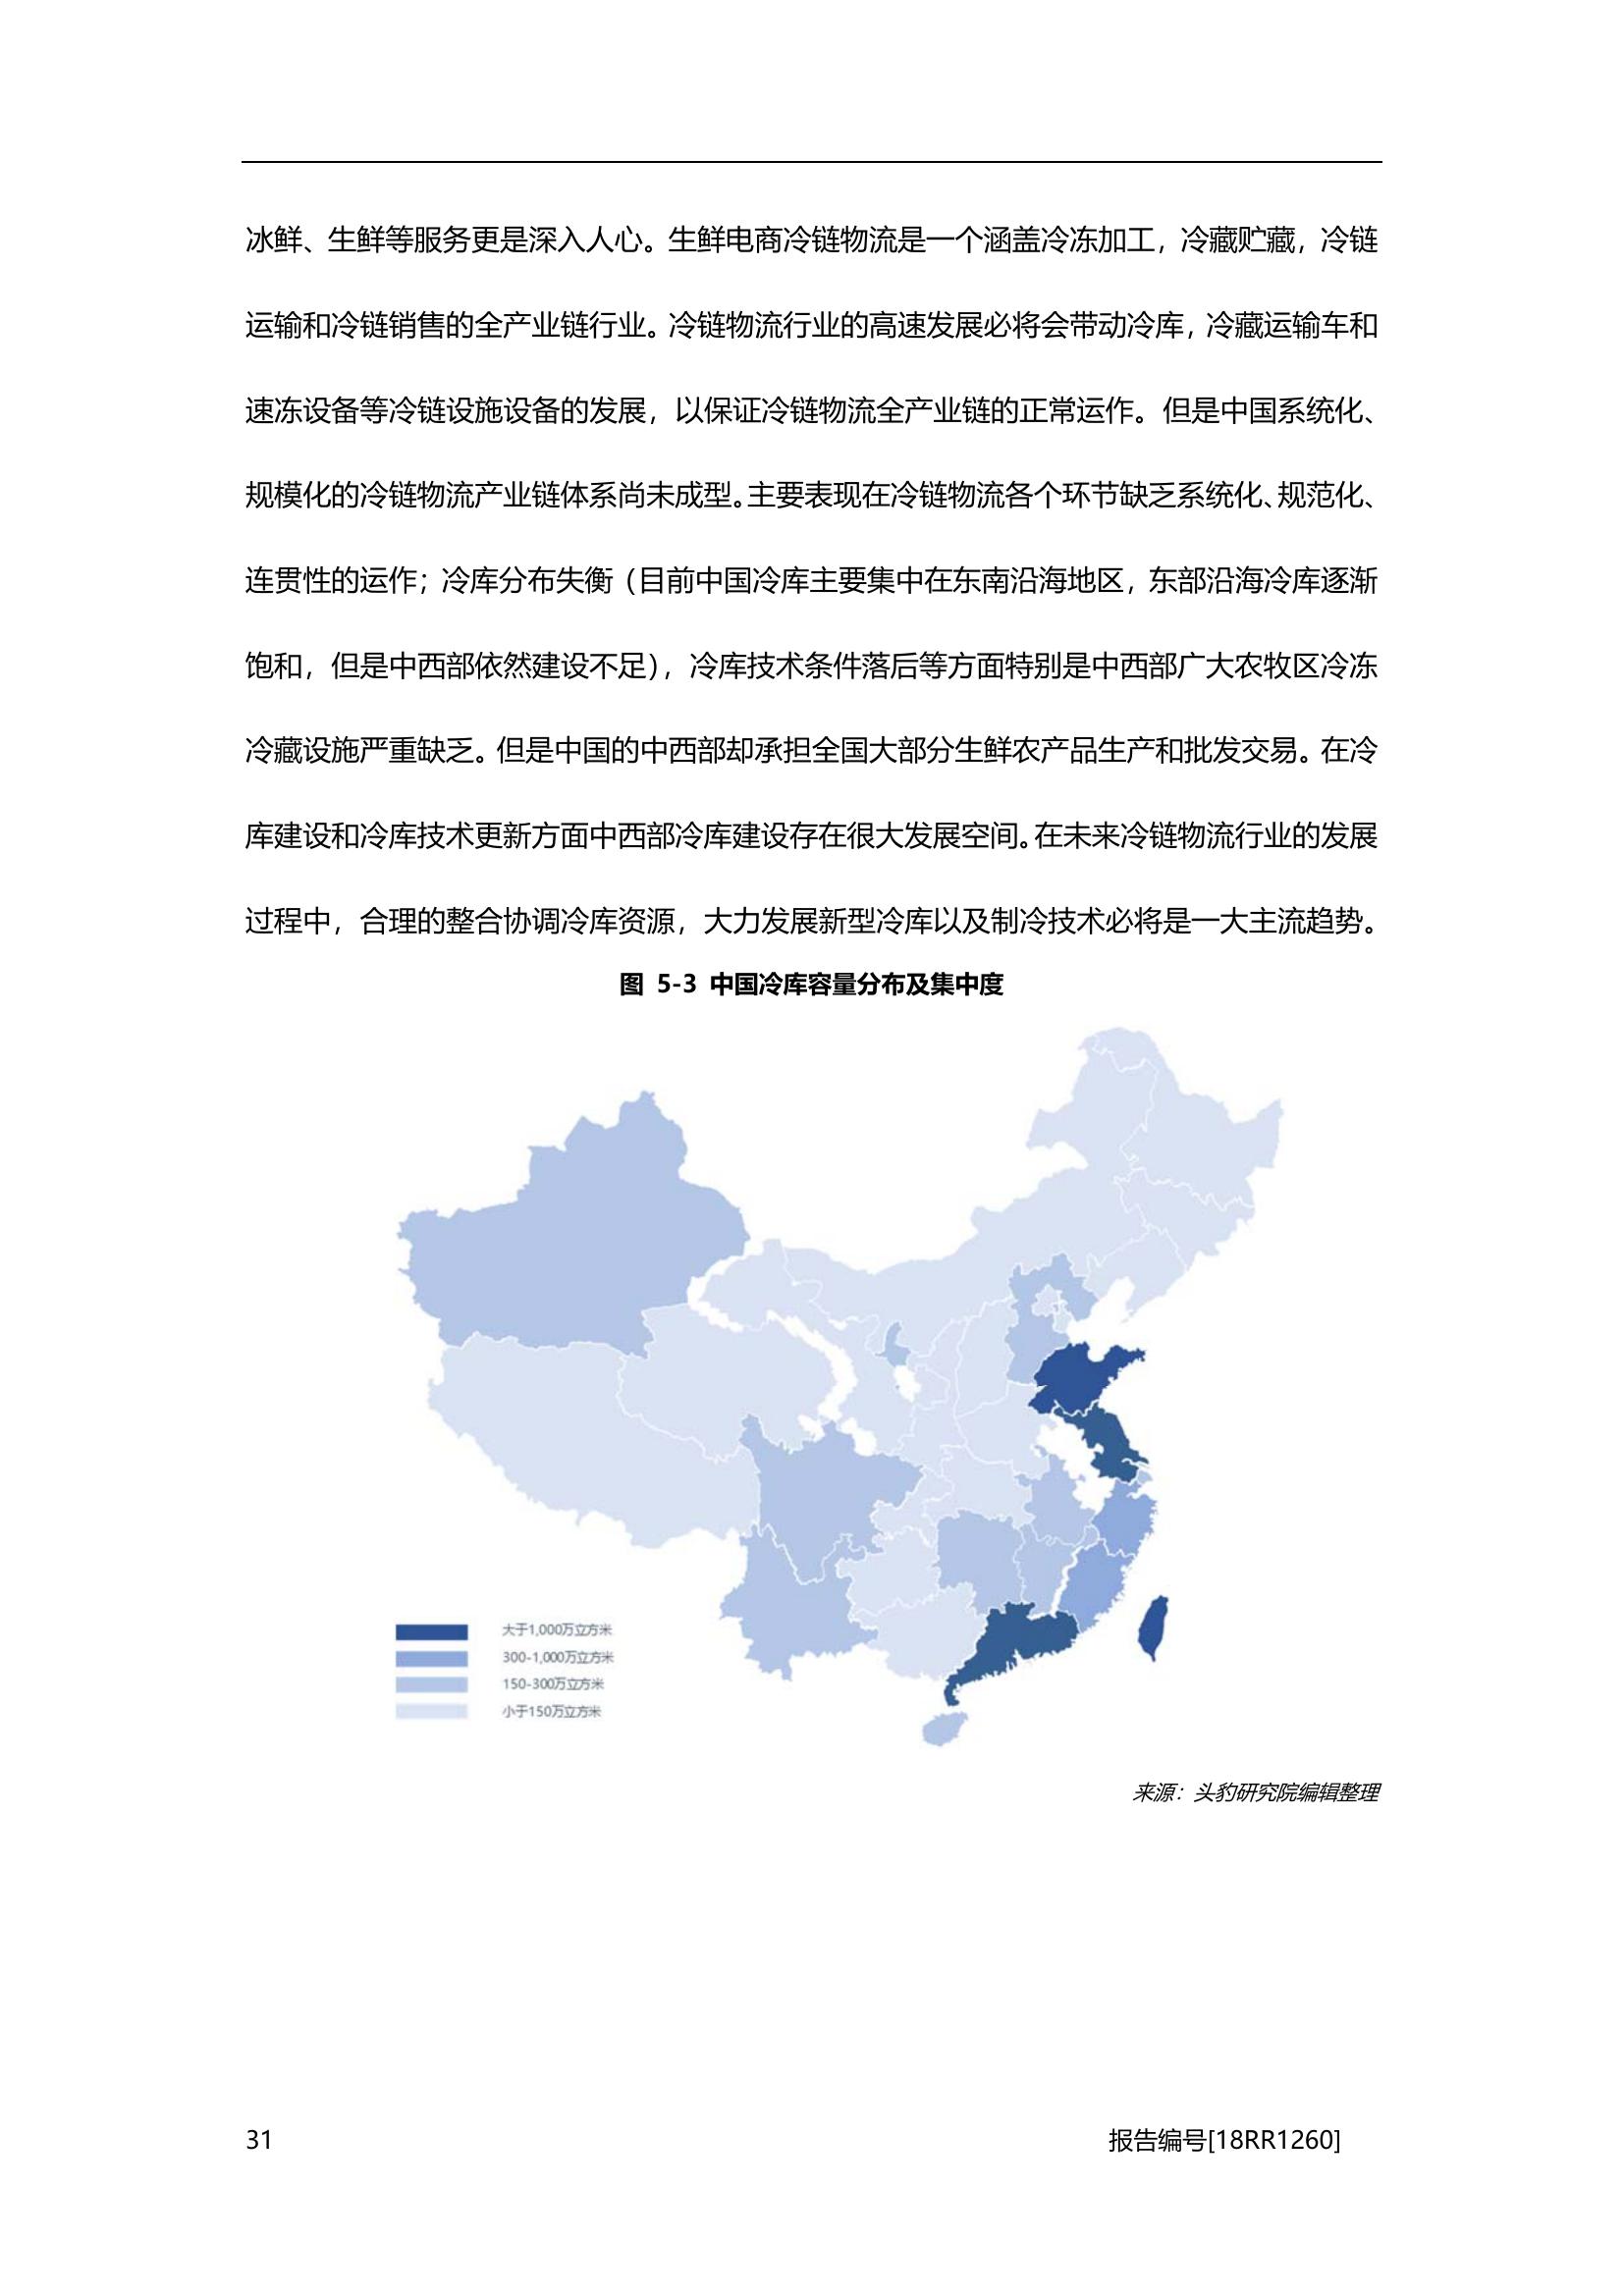 冰鲜、生鲜等服务更是深入人心。生鲜电商冷链物流是一个涵盖冷冻加工，冷藏贮藏，冷链
运输和冷链销售的全产业链行业。冷链物流行业的高速发展必将会带动冷库，冷藏运输车和
速冻设备等冷链设施设备的发展，以保证冷链物流全产业链的正常运作。但是中国系统化、
规模化的冷链物流产业链体系尚未成型。主要表现在冷链物流各个环节缺乏系统化、规范化、
连贯性的运作；冷库分布失衡（目前中国冷库主要集中在东南沿海地区，东部沿海冷库逐渐
饱和，但是中西部依然建设不足），冷库技术条件落后等方面特别是中西部广大农牧区冷冻
冷藏设施严重缺乏。但是中国的中西部却承担全国大部分生鲜农产品生产和批发交易。在冷
库建设和冷库技术更新方面中西部冷库建设存在很大发展空间。在未来冷链物流行业的发展
过程中，合理的整合协调冷库资源，大力发展新型冷库以及制冷技术必将是一大主流趋势。
图 5-3 中国冷库容量分布及集中度
大于1,000万立方米
300-1,000万立方米
150-300万立方米
小于150万立方米
来源：头豹研究院编辑整理
31 报告编号[18RR1260]